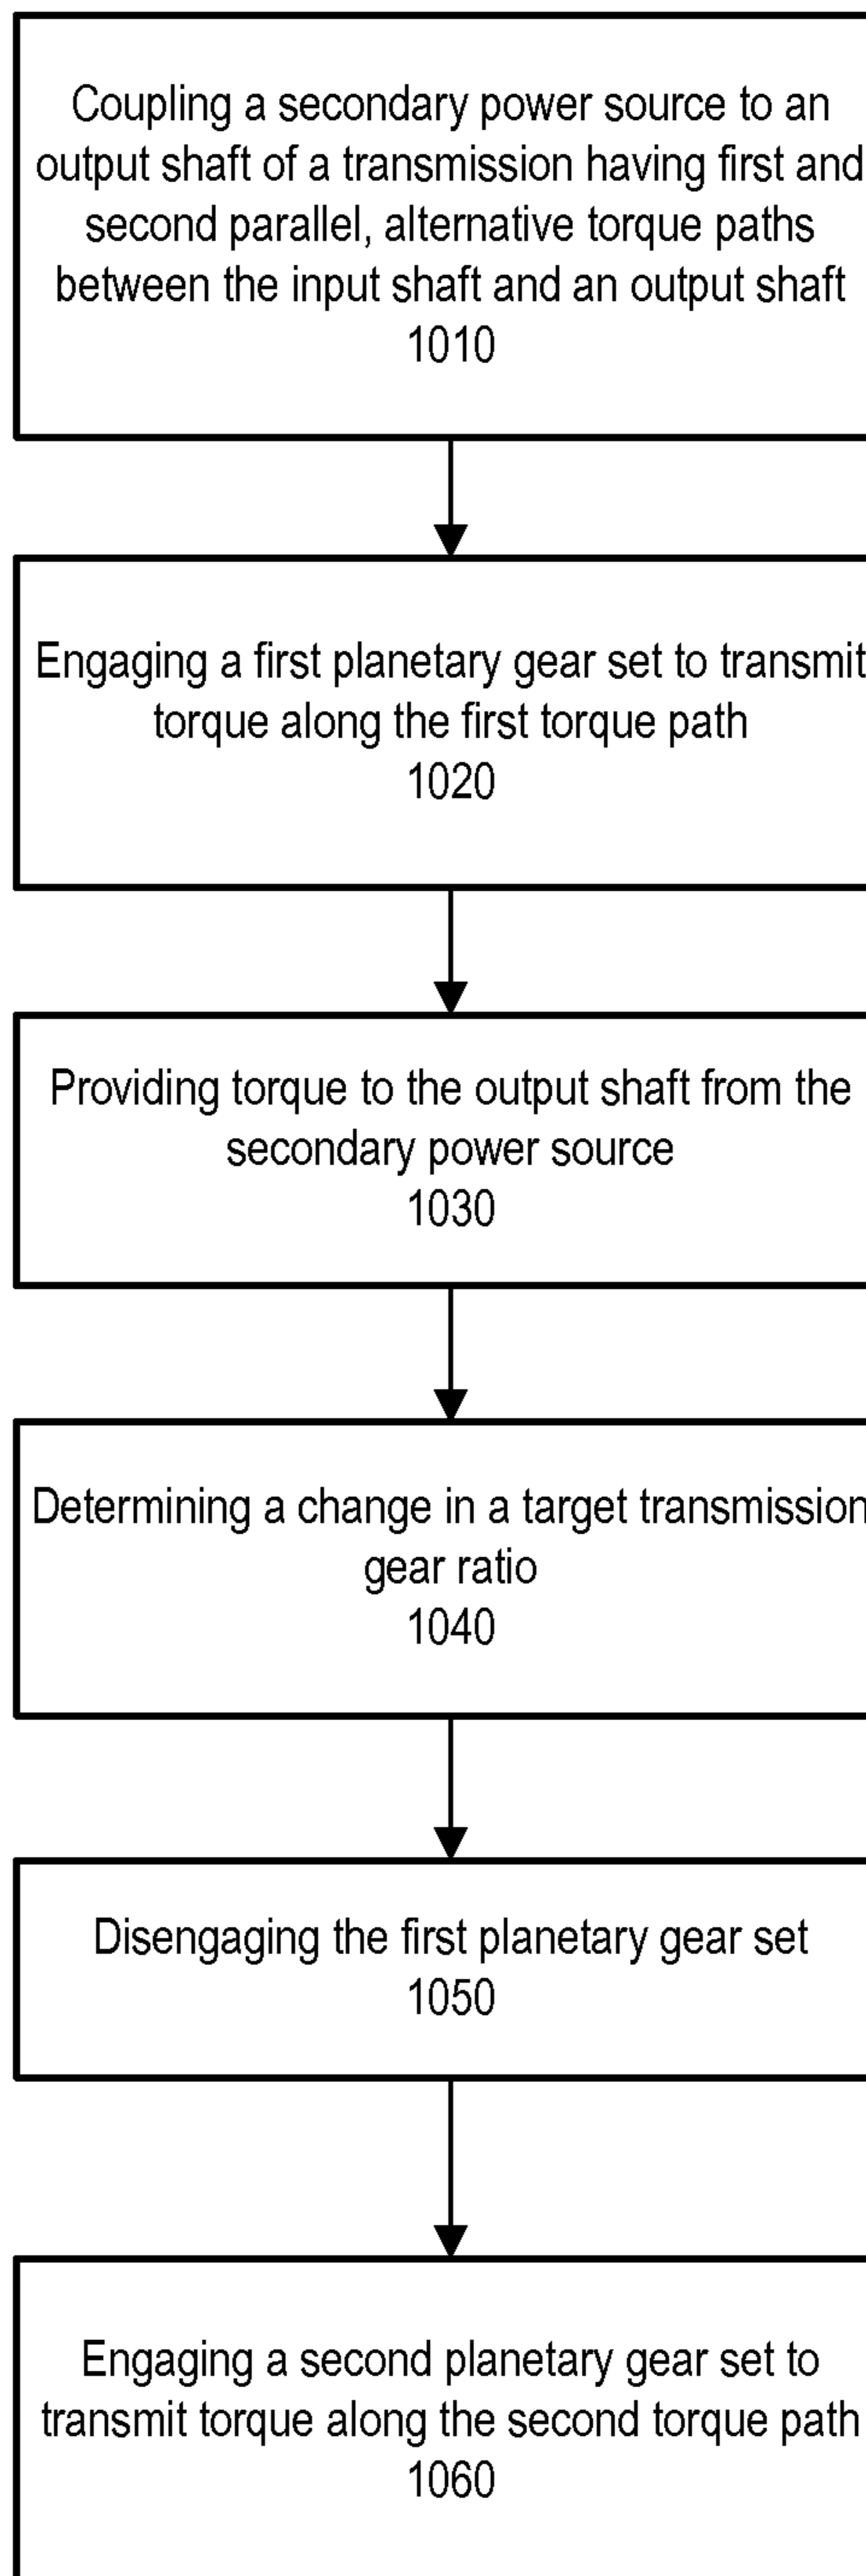 Coupling a secondary power source to an
output shaft of a transmission having first and
second parallel, alternative torque paths
between the input shaft and an output shaft
1010
Engaging a first planetary gear set to transmit
torque along the first torque path
1020
Providing torque to the output shaft from the
secondary power source
1030
Determining a change in a target transmission
gear ratio
1040
Disengaging the first planetary gear set
1050
Engaging a second planetary gear set to
transmit torque along the second torque path
1060